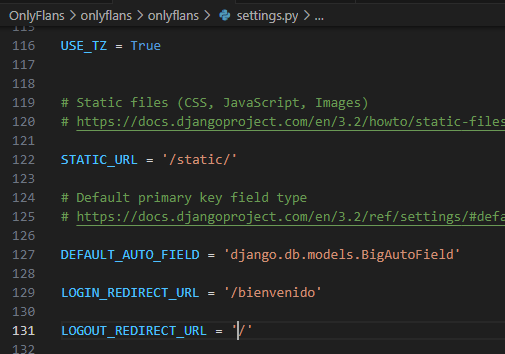 OnlyFlans > onlyflans > onlyflans > settings.py > ...
115
116 USE_TZ = True
117
118
119 # Static files (CSS, JavaScript, Images)
120 # https://docs.djangoproject.com/en/3.2/howto/static-files
121
122 STATIC_URL = '/static/'
123
124 # Default primary key field type
125 # https://docs.djangoproject.com/en/3.2/ref/settings/#defa
126
127 DEFAULT_AUTO_FIELD = 'django.db.models.BigAutoField'
128
129 LOGIN_REDIRECT_URL = '/bienvenido'
130
131 LOGOUT_REDIRECT_URL = '/'
132